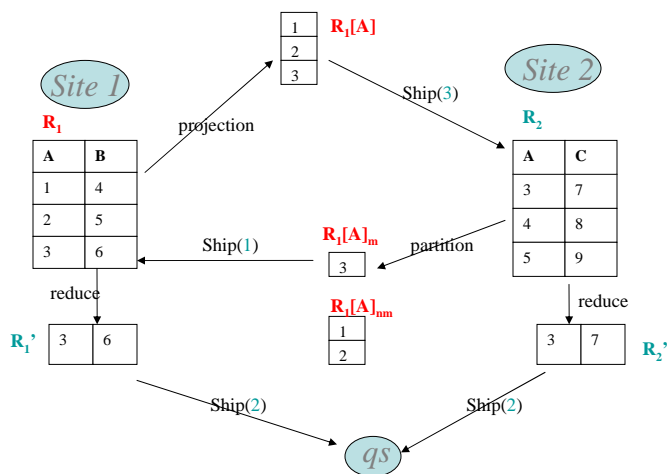 R₁[A]
1
2
3
Site 1
Site 2
Ship(3)
projection
R₁
R₂
A B
1 4
2 5
3 6
A C
3 7
4 8
5 9
Ship(1)
R₁[A]ₘ
3
partition
R₁[A]ₙₘ
1
2
reduce
reduce
R₁’
3 6
3 7
R₂’
Ship(2)
Ship(2)
qs